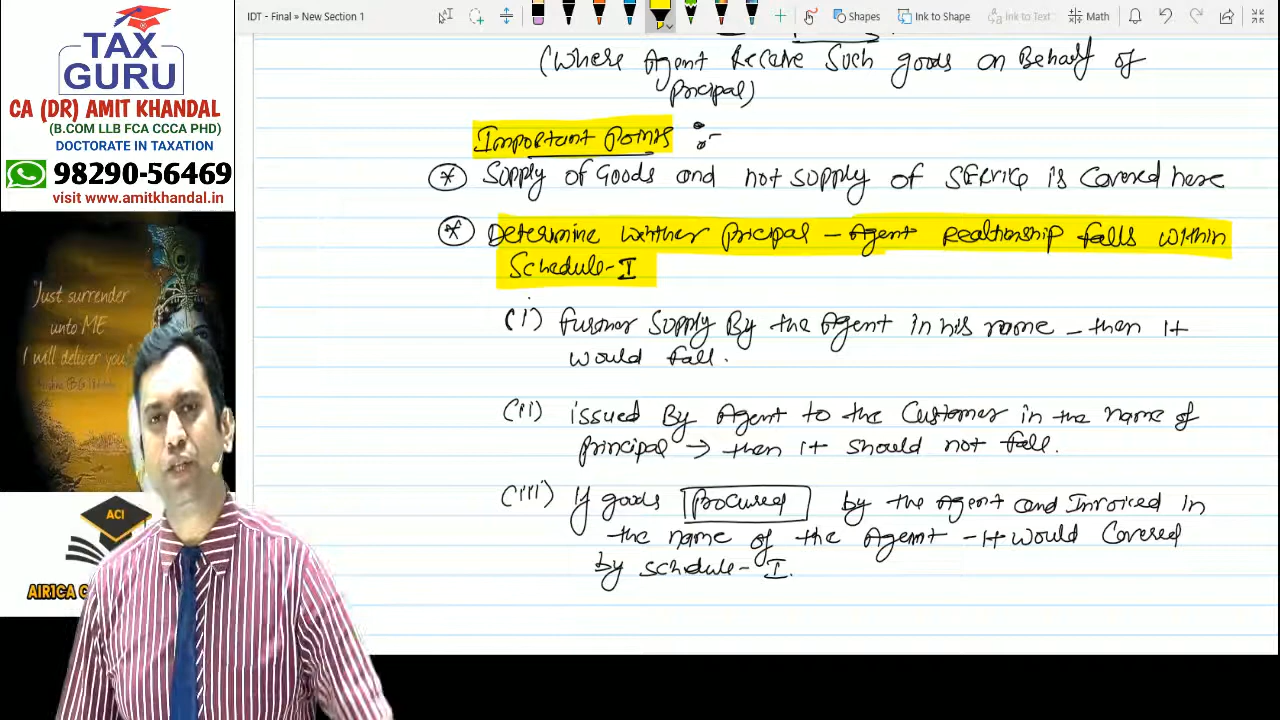 IDT - Final » New Section 1
Shapes
Ink to Shape
Ink to Text
Math
TAX
GURU
CA (DR) AMIT KHANDAL
(B.COM LLB FCA CCCA PHD)
DOCTORATE IN TAXATION
98290-56469
visit www.amitkhandal.in
"Just surrender
unto ME
I will deliver you"
ACI
(Where Agent Receive Such goods on Behalf of
principal)
Important Points :-
* Supply of Goods and not supply of service is Covered here
* Determine whether principal - Agent Realtionship falls within
Schedule-I
(i) further Supply By the Agent in his name - then it
would fall.
(ii) issued By Agent to the Customer in the name of
principal → then it should not fall.
(iii) If goods procured by the Agent and Invoiced in
the name of the Agent - it would Covered
by schedule- I.